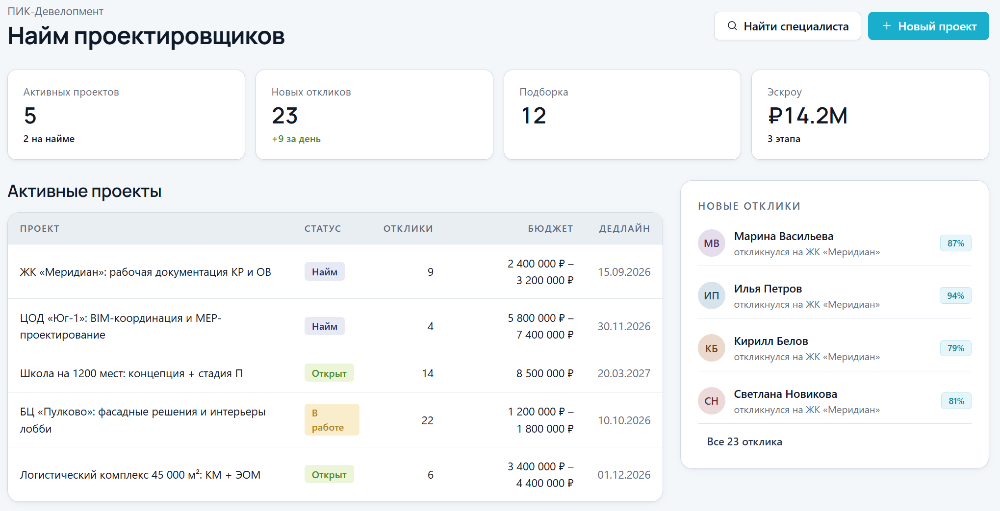 ПИК-Девелопмент
Найм проектировщиков
Найти специалиста
+ Новый проект
Активных проектов
5
2 на найме
Новых откликов
23
+9 за день
Подборка
12
Эскроу
₽14.2M
3 этапа
Активные проекты
ПРОЕКТ СТАТУС ОТКЛИКИ БЮДЖЕТ ДЕДЛАЙН
ЖК «Меридиан»: рабочая документация КР и ОВ Найм 9 2 400 000 ₽ –
3 200 000 ₽ 15.09.2026
ЦОД «Юг-1»: BIM-координация и MEP-
проектирование Найм 4 5 800 000 ₽ –
7 400 000 ₽ 30.11.2026
Школа на 1200 мест: концепция + стадия П Открыт 14 8 500 000 ₽ 20.03.2027
БЦ «Пулково»: фасадные решения и интерьеры
лобби В
работе 22 1 200 000 ₽ –
1 800 000 ₽ 10.10.2026
Логистический комплекс 45 000 м²: КМ + ЭОМ Открыт 6 3 400 000 ₽ –
4 400 000 ₽ 01.12.2026
НОВЫЕ ОТКЛИКИ
МВ Марина Васильева 87%
откликнулся на ЖК «Меридиан»
ИП Илья Петров 94%
откликнулся на ЖК «Меридиан»
КБ Кирилл Белов 79%
откликнулся на ЖК «Меридиан»
СН Светлана Новикова 81%
откликнулся на ЖК «Меридиан»
Все 23 отклика